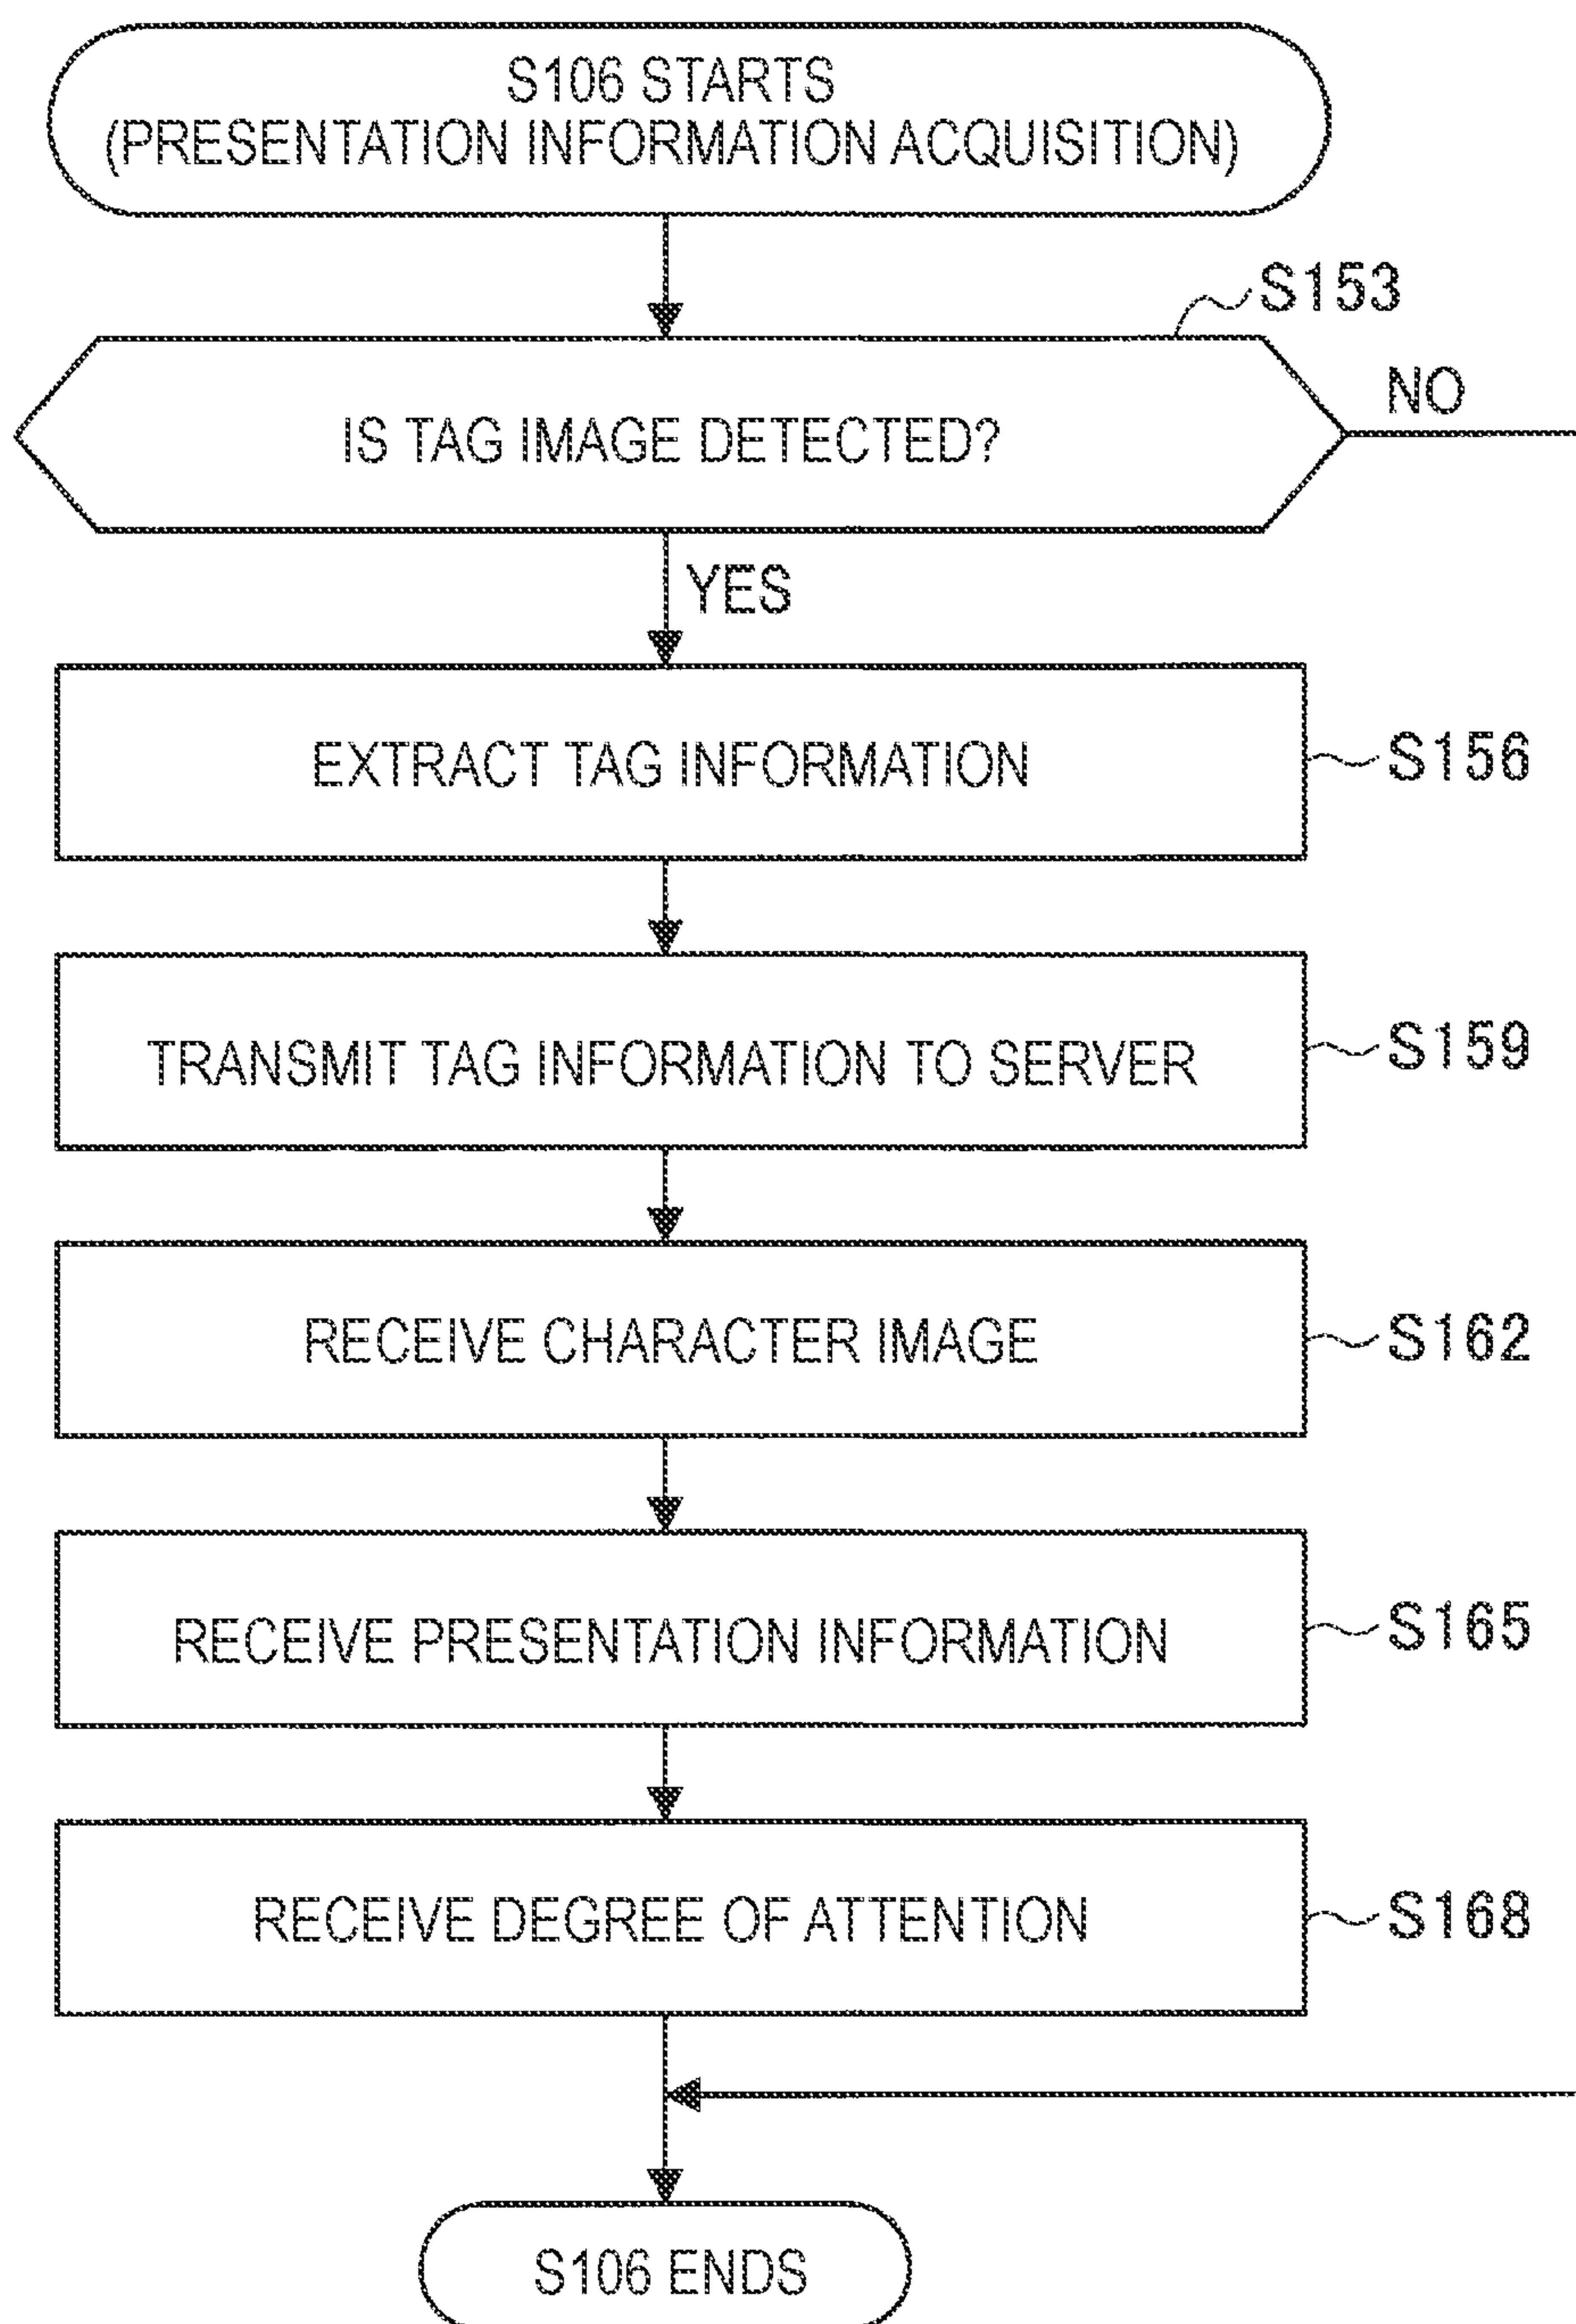 S106 STARTS
(PRESENTATION INFORMATION ACQUISITION)
S153
IS TAG IMAGE DETECTED?
NO
YES
EXTRACT TAG INFORMATION
S156
TRANSMIT TAG INFORMATION TO SERVER
S159
RECEIVE CHARACTER IMAGE
S162
RECEIVE PRESENTATION INFORMATION
S165
RECEIVE DEGREE OF ATTENTION
S168
S106 ENDS